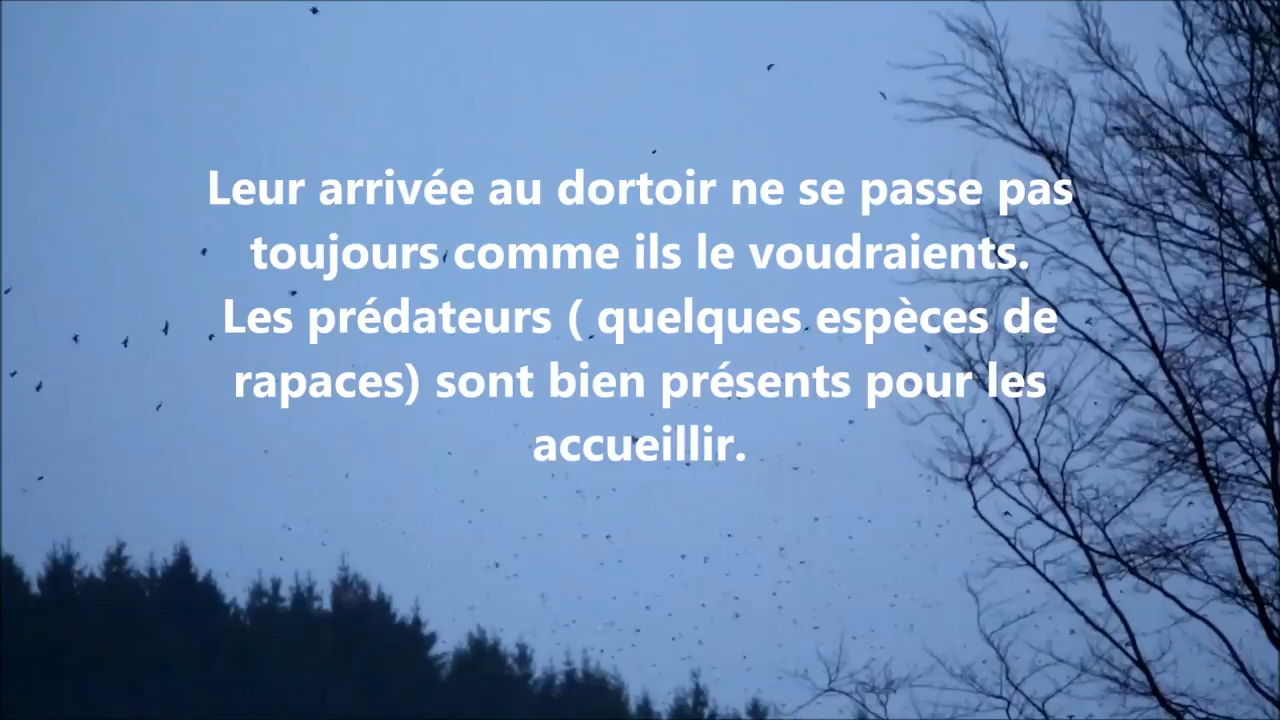 Leur arrivée au dortoir ne se passe pas
toujours comme ils le voudraients.
Les prédateurs ( quelques espèces de
rapaces) sont bien présents pour les
accueillir.